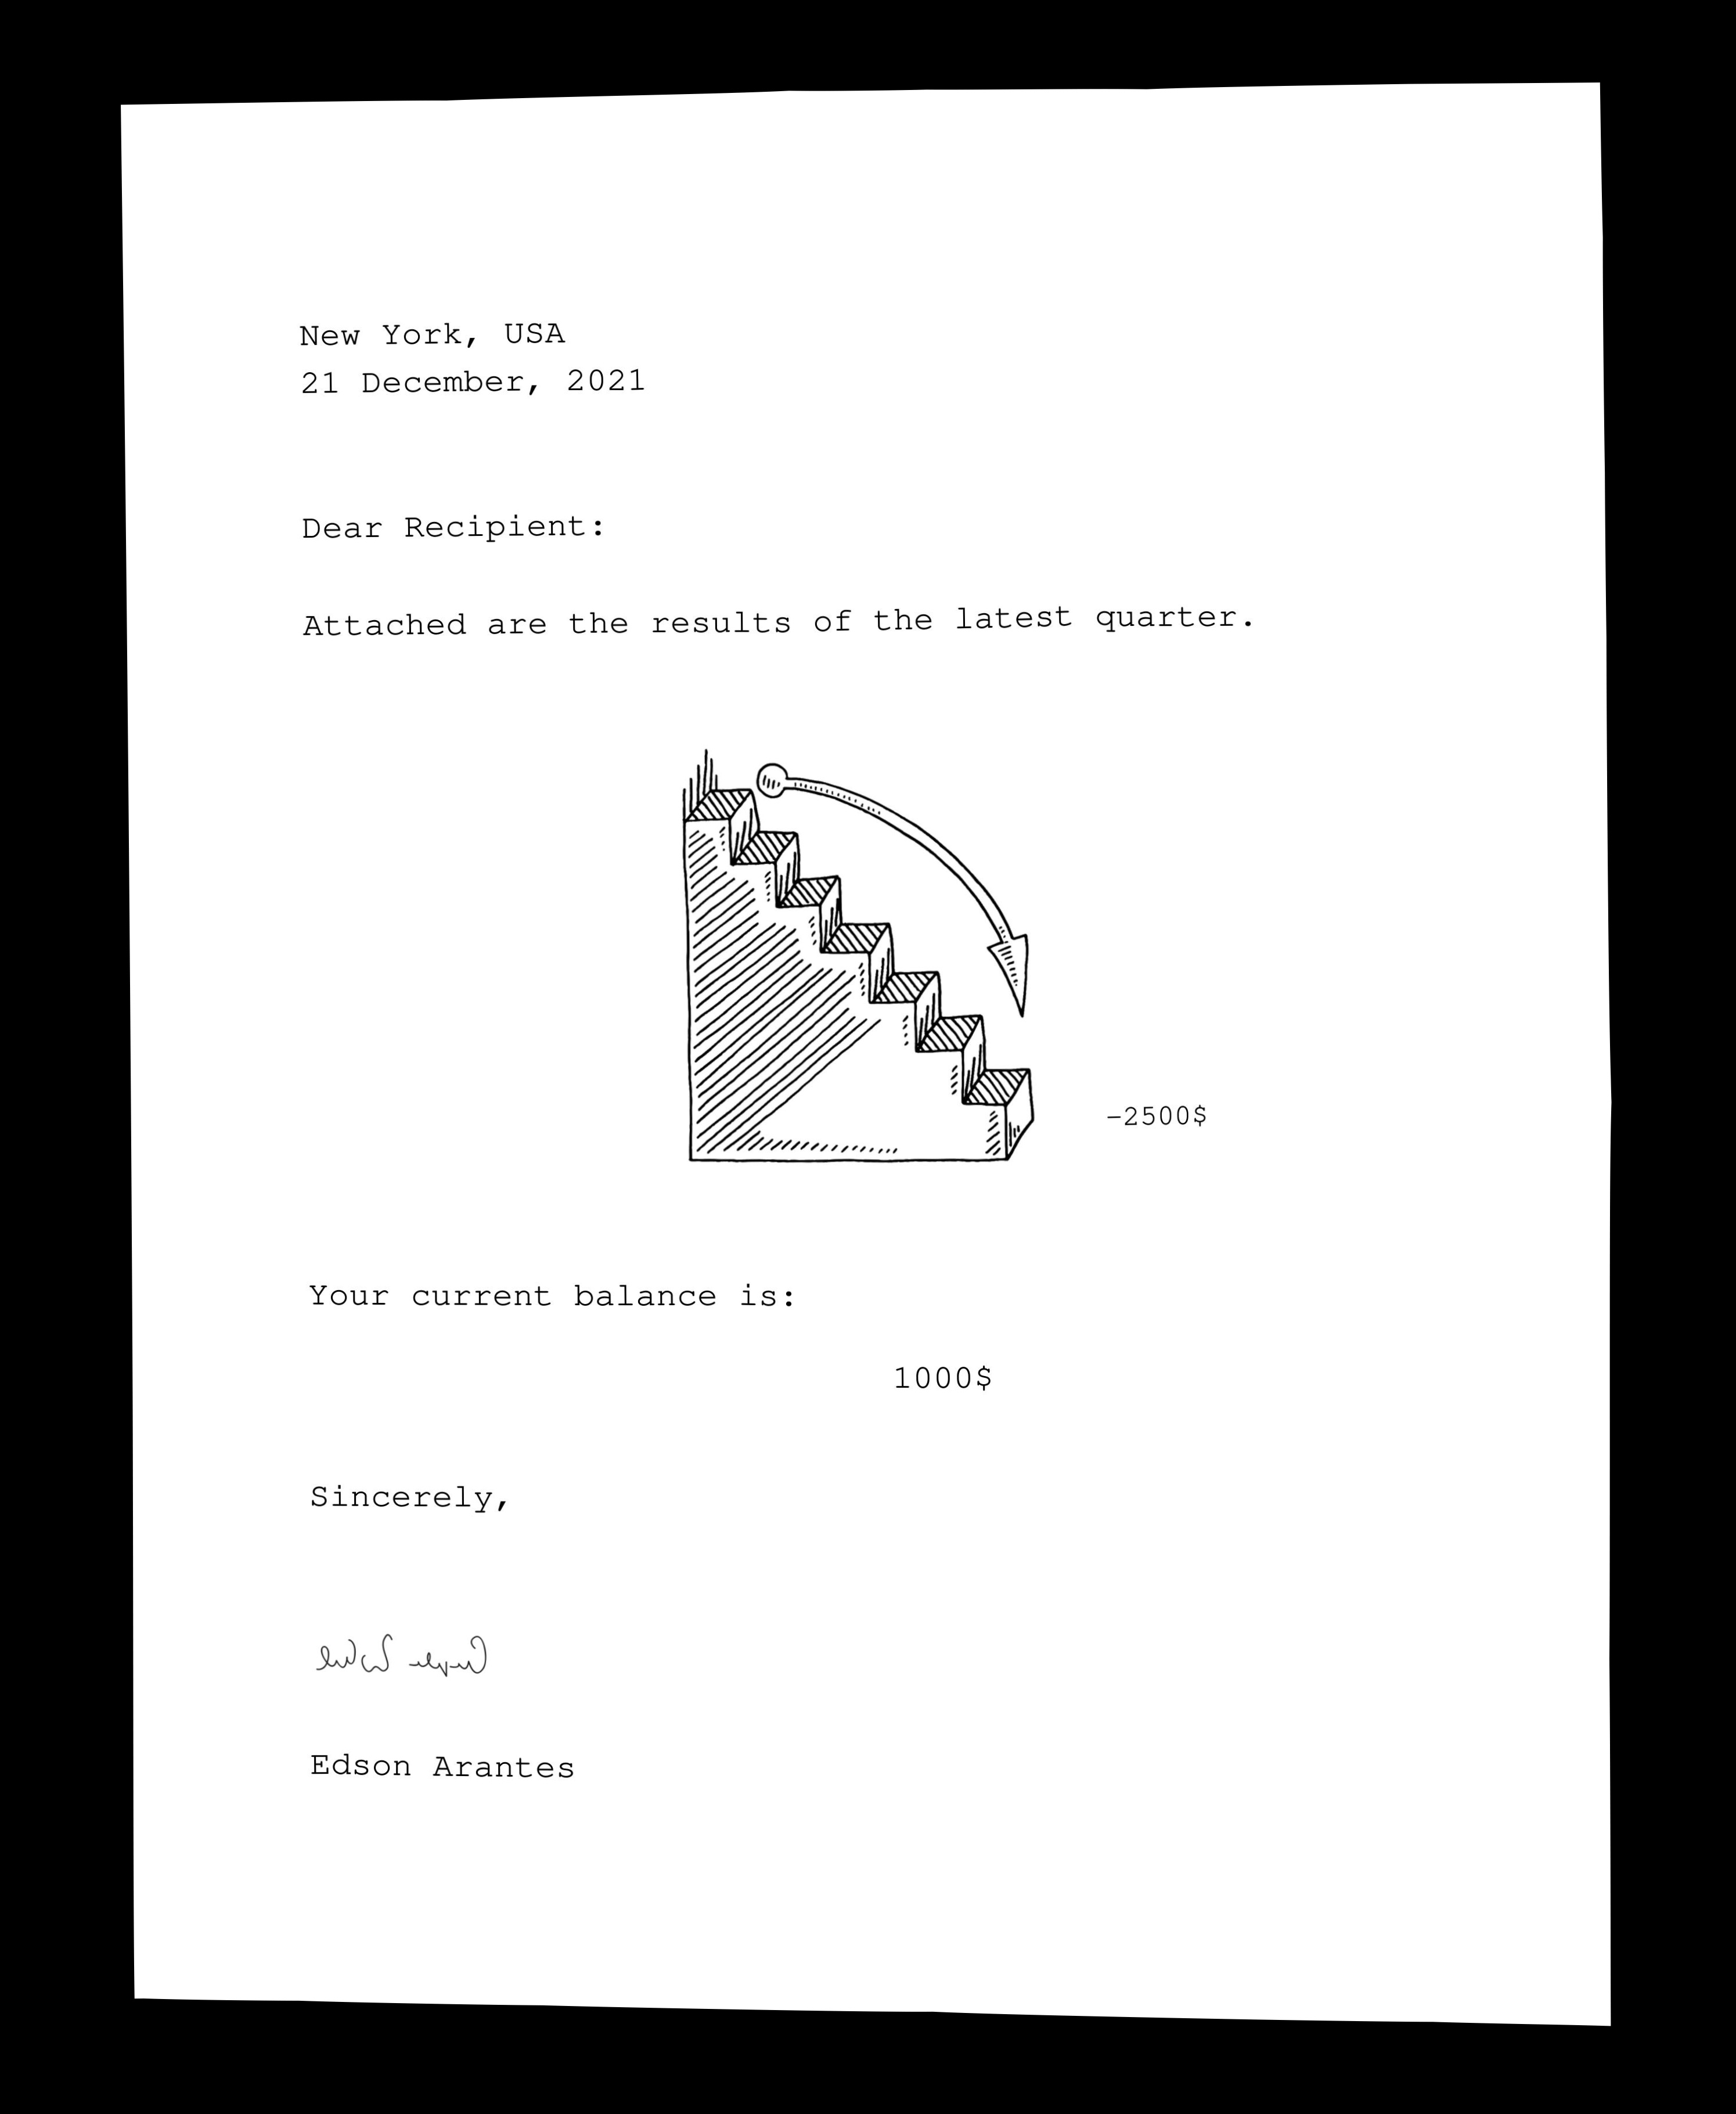 New York, USA
21 December, 2021
Dear Recipient:
Attached are the results of the latest quarter.
-2500$
Your current balance is:
1000$
Sincerely,
Edson Arantes